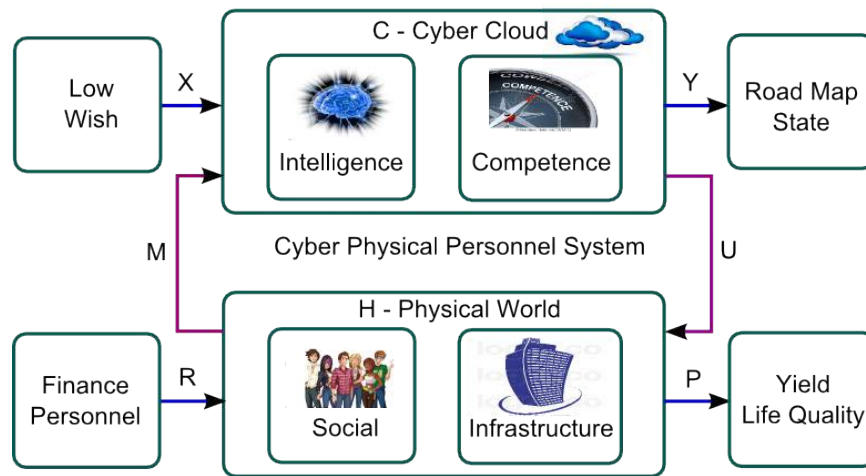 C - Cyber Cloud
Low
Wish
X
Y
Road Map
State
COMPETENCE
Intelligence
Competence
M
Cyber Physical Personnel System
U
H - Physical World
Finance
Personnel
R
P
Yield
Life Quality
Social
Infrastructure